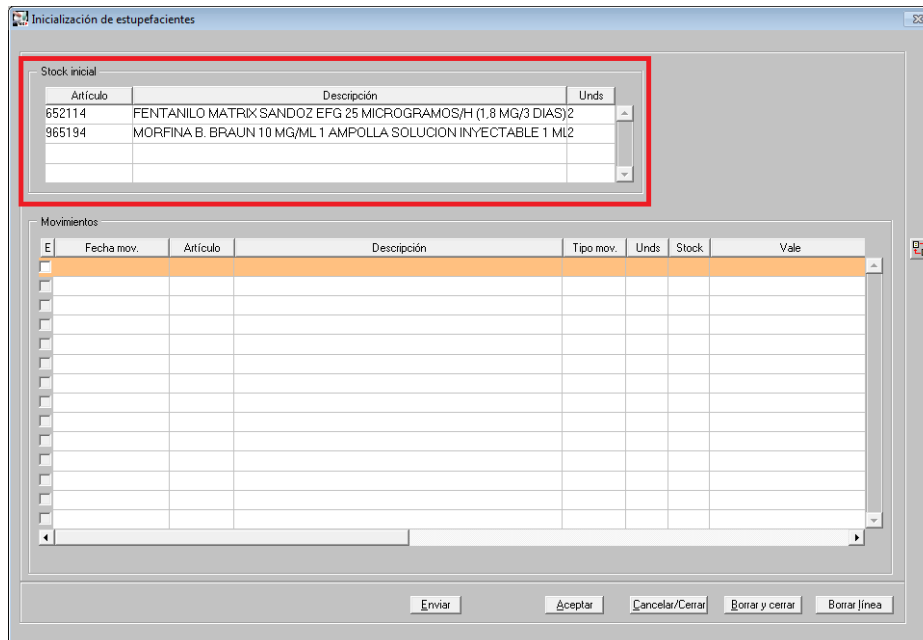 Inicialización de estupefacientes
Stock inicial
Artículo Descripción Unds
652114 FENTANILO MATRIX SANDOZ EFG 25 MICROGRAMOS/H (1,8 MG/3 DIAS) 2
965194 MORFINA B. BRAUN 10 MG/ML 1 AMPOLLA SOLUCION INYECTABLE 1 ML 2
Movimientos
E Fecha mov. Artículo Descripción Tipo mov. Unds Stock Vale
Enviar Aceptar Cancelar/Cerrar Borrar y cerrar Borrar línea